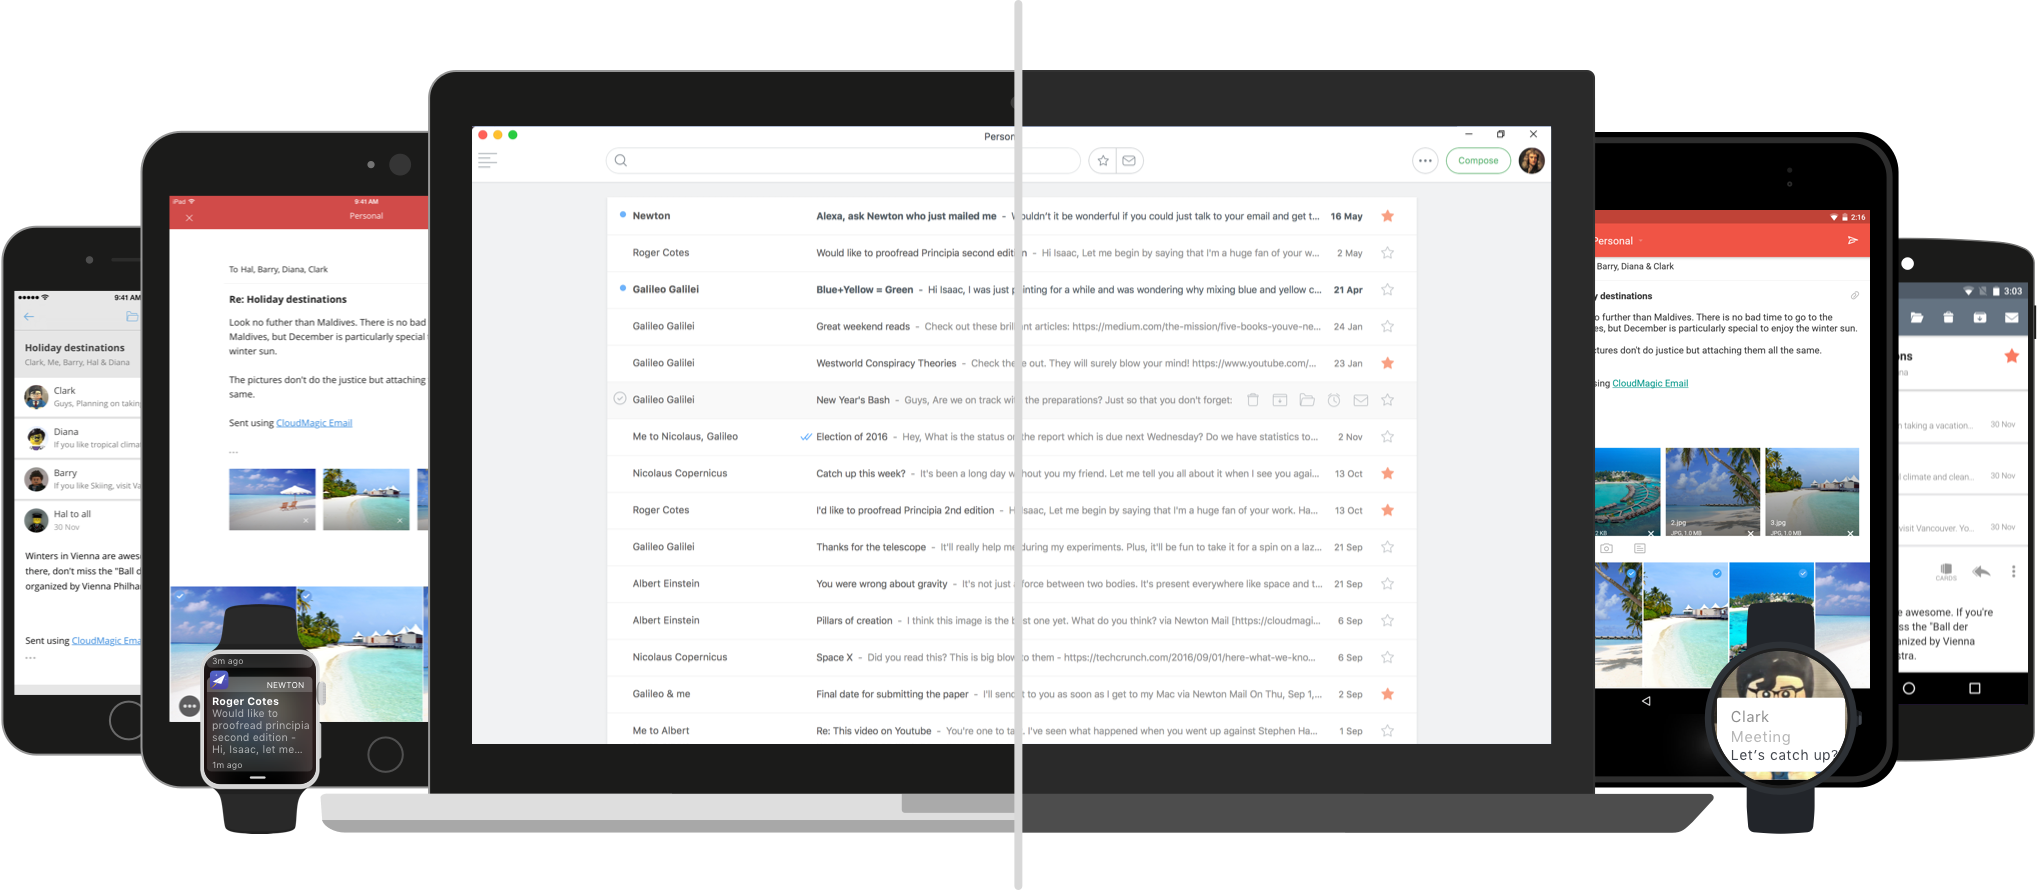 Personal
Compose
Newton
Alexa, ask Newton who just mailed me - Wouldn't it be wonderful if you could just talk to your email and get t... 16 May
Roger Cotes Would like to proofread Principia second edition - Hi Isaac, Let me begin by saying that I'm a huge fan of your w... 2 May
Galileo Galilei Blue+Yellow = Green - Hi Isaac, I was just painting for a while and was wondering why mixing blue and yellow c... 21 Apr
Galileo Galilei Great weekend reads - Check out these brilliant articles: https://medium.com/the-mission/five-books-youve-ne... 24 Jan
Galileo Galilei Westworld Conspiracy Theories - Check these out. They will surely blow your mind! https://www.youtube.com/... 23 Jan
Galileo Galilei New Year's Bash - Guys, Are we on track with the preparations? Just so that you don't forget:
Me to Nicolaus, Galileo Election of 2016 - Hey, What is the status on the report which is due next Wednesday? Do we have statistics to... 2 Nov
Nicolaus Copernicus Catch up this week? - It's been a long day without you my friend. Let me tell you all about it when I see you agai... 13 Oct
Roger Cotes I'd like to proofread Principia 2nd edition - Hi Isaac, Let me begin by saying that I'm a huge fan of your work. Ha... 13 Oct
Galileo Galilei Thanks for the telescope - It'll really help me during my experiments. Plus, it'll be fun to take it for a spin on a laz... 21 Sep
Albert Einstein You were wrong about gravity - It's not just a force between two bodies. It's present everywhere like space and t... 21 Sep
Albert Einstein Pillars of creation - I think this image is the best one yet. What do you think? via Newton Mail [https://cloudmagi... 6 Sep
Nicolaus Copernicus Space X - Did you read this? This is big blow to them - https://techcrunch.com/2016/09/01/here-what-we-kno... 6 Sep
Galileo & me Final date for submitting the paper - I'll send it to you as soon as I get to my Mac via Newton Mail On Thu, Sep 1,... 2 Sep
Me to Albert Re: This video on Youtube - You're one to talk. I've seen what happened when you went up against Stephen Ha... 1 Sep
iPad 9:41 AM
Personal
To Hal, Barry, Diana, Clark
Re: Holiday destinations
Look no futher than Maldives. There is no bad
Maldives, but December is particularly special
winter sun.
The pictures don't do the justice but attaching
same.
Sent using CloudMagic Email
---
9:41 AM
Holiday destinations
Clark, Me, Barry, Hal & Diana
Clark
Guys, Planning on taking
Diana
If you like tropical clima
Barry
If you like Skiing, visit Va
Hal to all
30 Nov
Winters in Vienna are awes
there, don't miss the "Ball d
organized by Vienna Philha
Sent using CloudMagic Ema
---
3m ago
NEWTON
Roger Cotes
Would like to
proofread principia
second edition -
Hi, Isaac, let me...
1m ago
2:16
Personal
Barry, Diana & Clark
y destinations
o further than Maldives. There is no bad time to go to the
es, but December is particularly special to enjoy the winter sun.
ctures don't do justice but attaching them all the same.
sing CloudMagic Email
2 KB
2.jpg
JPG, 1.0 MB
3.jpg
JPG, 1.0 MB
Clark
Meeting
Let's catch up?
3:03
ons
na
n taking a vacation.. 30 Nov
l climate and clean... 30 Nov
visit Vancouver. Yo... 30 Nov
CARDS
e awesome. If you're
ss the "Ball der
anized by Vienna
stra.